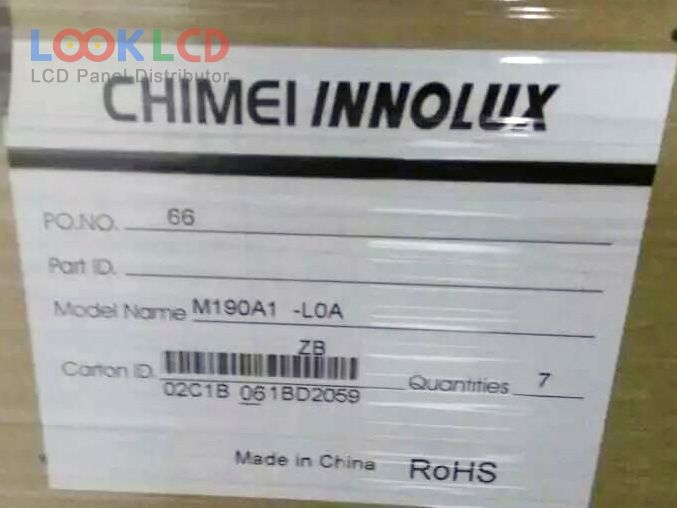 LOOKLCD
LCD Panel Distributor
CHIMEI INNOLUX
PO.NO. 66
Part ID.
Model Name M190A1 -L0A
ZB
Carton ID.
02C1B 061BD2059
Quantities 7
Made in China RoHS